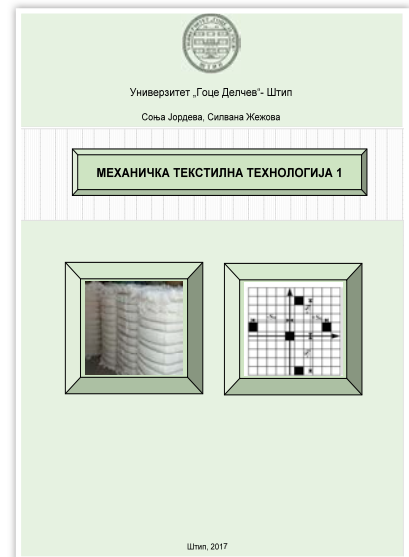 Универзитет „Гоце Делчев“- Штип
Соња Јордева, Силвана Жежова
МЕХАНИЧКА ТЕКСТИЛНА ТЕХНОЛОГИЈА 1
Штип, 2017